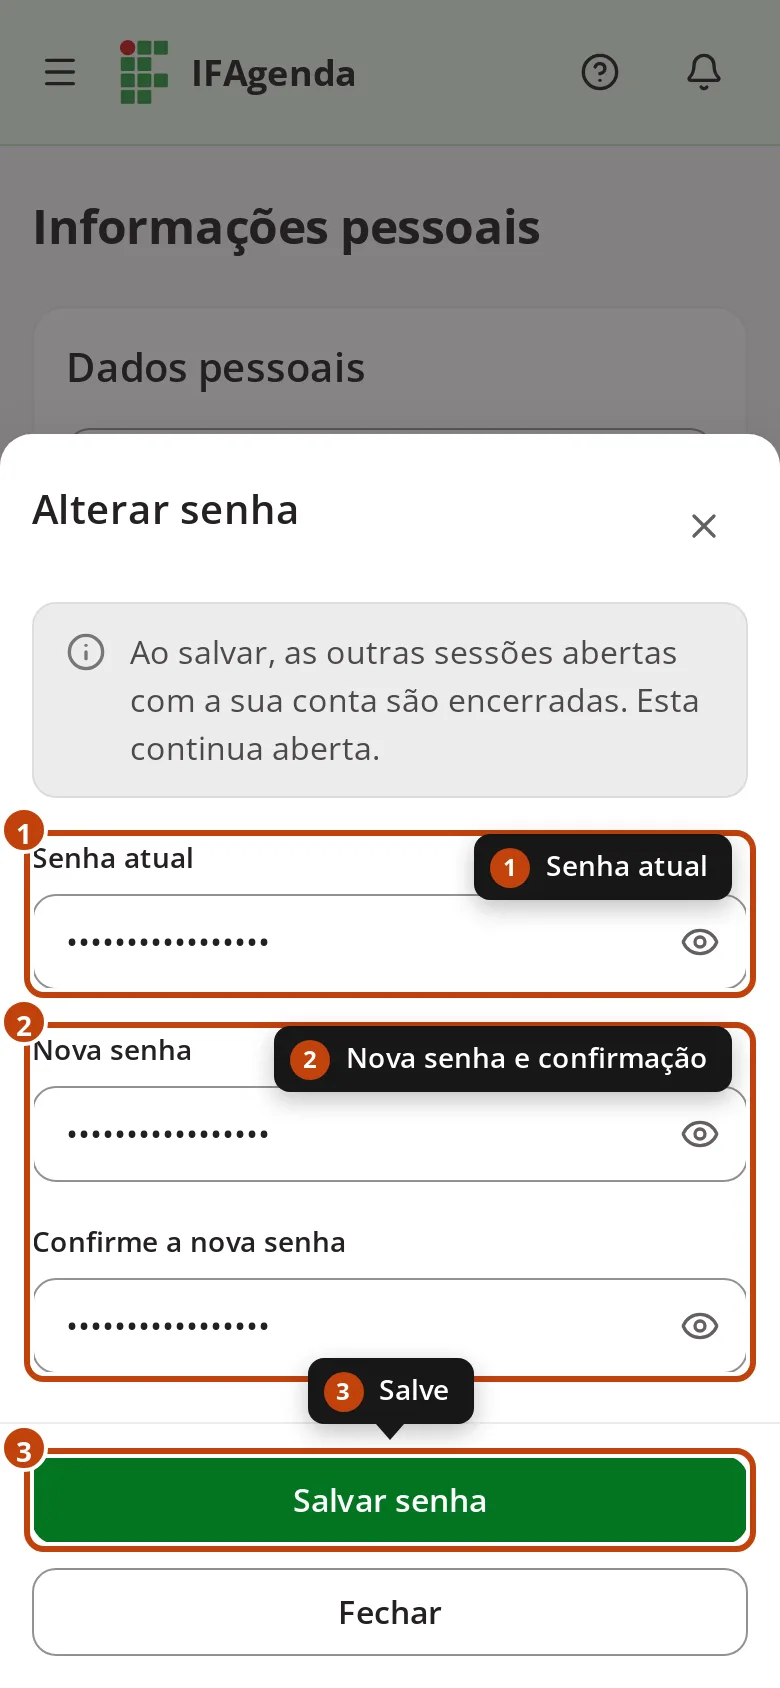 IFAgenda
Informações pessoais
Dados pessoais
Alterar senha
Ao salvar, as outras sessões abertas
com a sua conta são encerradas. Esta
continua aberta.
1
Senha atual
1 Senha atual
•••••••••••••••••
2
Nova senha
2 Nova senha e confirmação
•••••••••••••••••
Confirme a nova senha
•••••••••••••••••
3 Salve
3
Salvar senha
Fechar